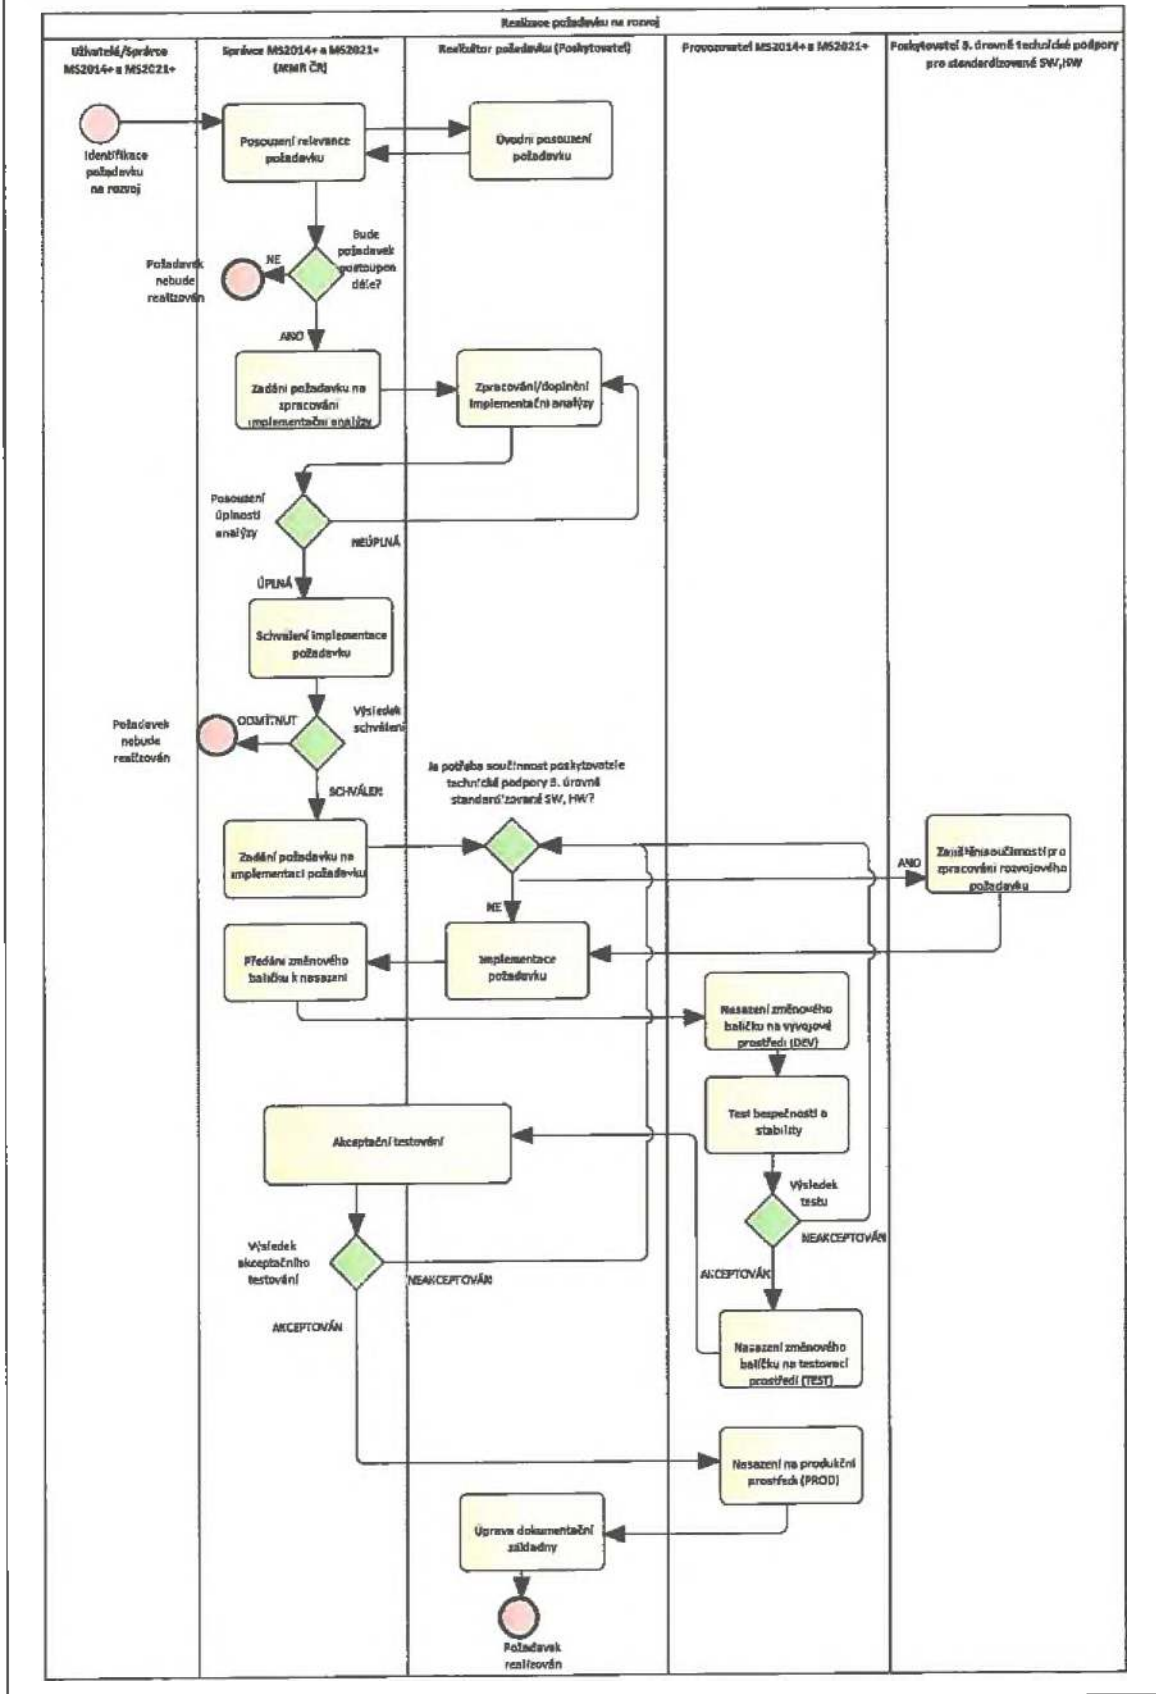 Realizace požadavku na rozvoj
Uživatelé/Správce
MS2014+ a MS2021+
Správce MS2014+ a MS2021+
(MMR ČR)
Realizátor požadavku (Poskytovatel)
Provozovatel MS2014+ a MS2021+
Poskytovatel 3. úrovně technické podpory
pro standardizované SW,HW
Identifikace
požadavku
na rozvoj
Posouzení relevance
požadavku
Úvodní posouzení
požadavku
Bude
požadavek
postoupen
dále?
NE
Požadavek
nebude
realizován
ANO
Zadání požadavku na
zpracování
implementační analýzy
Zpracování/doplnění
implementační analýzy
Posouzení
úplnosti
analýzy
NEÚPLNÁ
ÚPLNÁ
Schválení implementace
požadavku
Výsledek
schválení
ODMÍTNUT
Požadavek
nebude
realizován
SCHVÁLEN
Je potřeba součinnost poskytovatele
technické podpory 3. úrovně
standardizované SW, HW?
Zadání požadavku na
implementaci požadavku
ANO
Zajištění součinnosti pro
zpracování rozvojového
požadavku
NE
Předání změnového
balíčku k nasazení
Implementace
požadavku
Nasazení změnového
balíčku na vývojové
prostředí (DEV)
Test bezpečnosti a
stability
Akceptační testování
Výsledek
testu
NEAKCEPTOVÁN
Výsledek
akceptačního
testování
NEAKCEPTOVÁN
AKCEPTOVÁN
AKCEPTOVÁN
Nasazení změnového
balíčku na testovací
prostředí (TEST)
Nasazení na produkční
prostředí (PROD)
Úprava dokumentační
základny
Požadavek
realizován